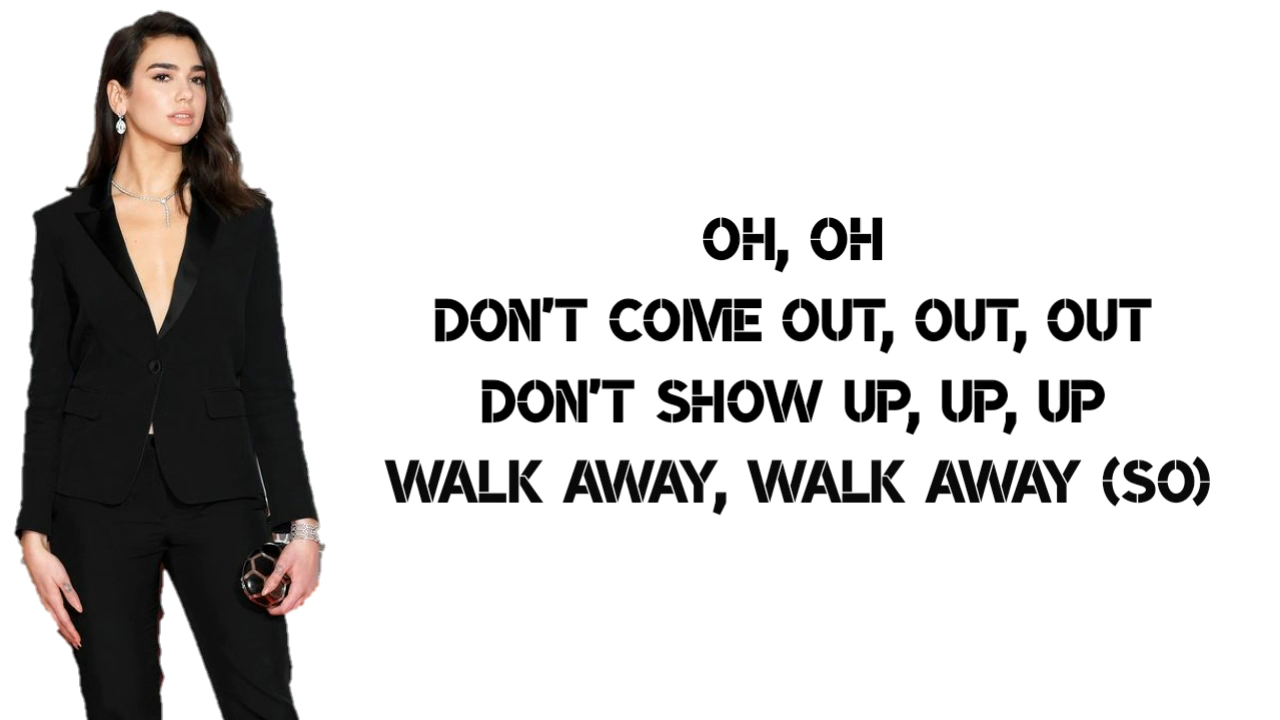 OH, OH
DON'T COME OUT, OUT, OUT
DON'T SHOW UP, UP, UP
WALK AWAY, WALK AWAY (SO)